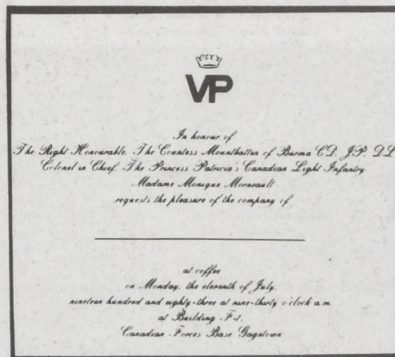 VP
In honour of
The Right Honourable, The Countess Mountbatten of Burma CD, JP, DL
Colonel in Chief The Princess Patricia's Canadian Light Infantry
Madame Monique Morneault
requests the pleasure of the company of
at coffee
on Monday, the eleventh of July,
nineteen hundred and eighty-three at nine-thirty o'clock a.m.
at Building F-1,
Canadian Forces Base Gagetown